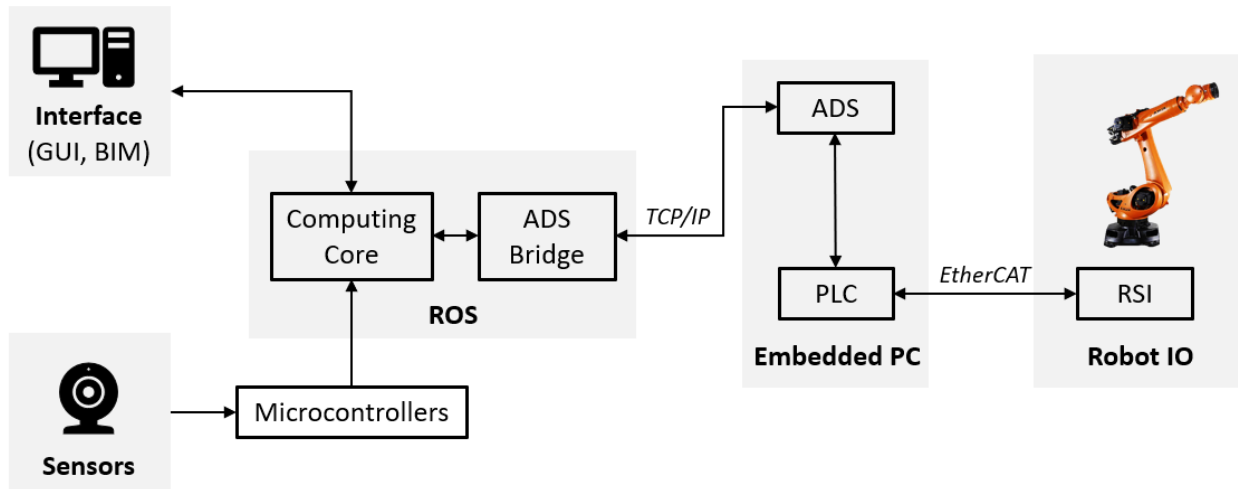 Interface
(GUI, BIM)
Computing
Core
ADS
Bridge
ROS
TCP/IP
ADS
PLC
Embedded PC
EtherCAT
RSI
Robot IO
Microcontrollers
Sensors